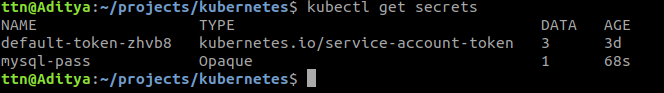 ttn@Aditya:~/projects/kubernetes$ kubectl get secrets
NAME TYPE DATA AGE
default-token-zhvb8 kubernetes.io/service-account-token 3 3d
mysql-pass Opaque 1 68s
ttn@Aditya:~/projects/kubernetes$